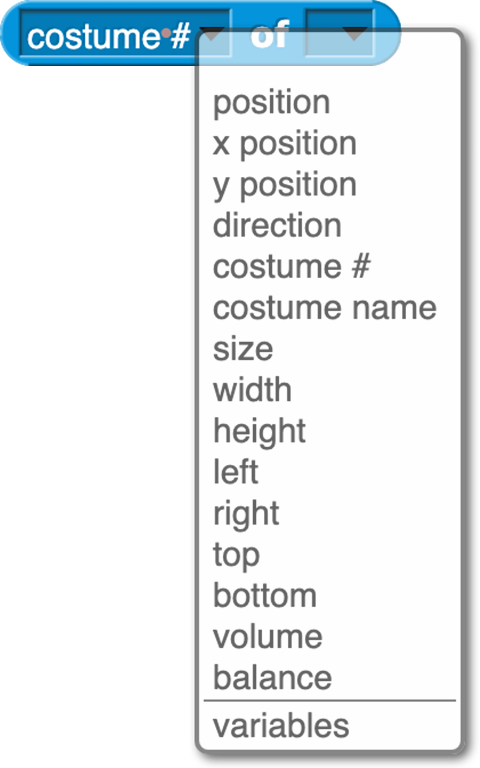 costume # of
position
x position
y position
direction
costume #
costume name
size
width
height
left
right
top
bottom
volume
balance
variables